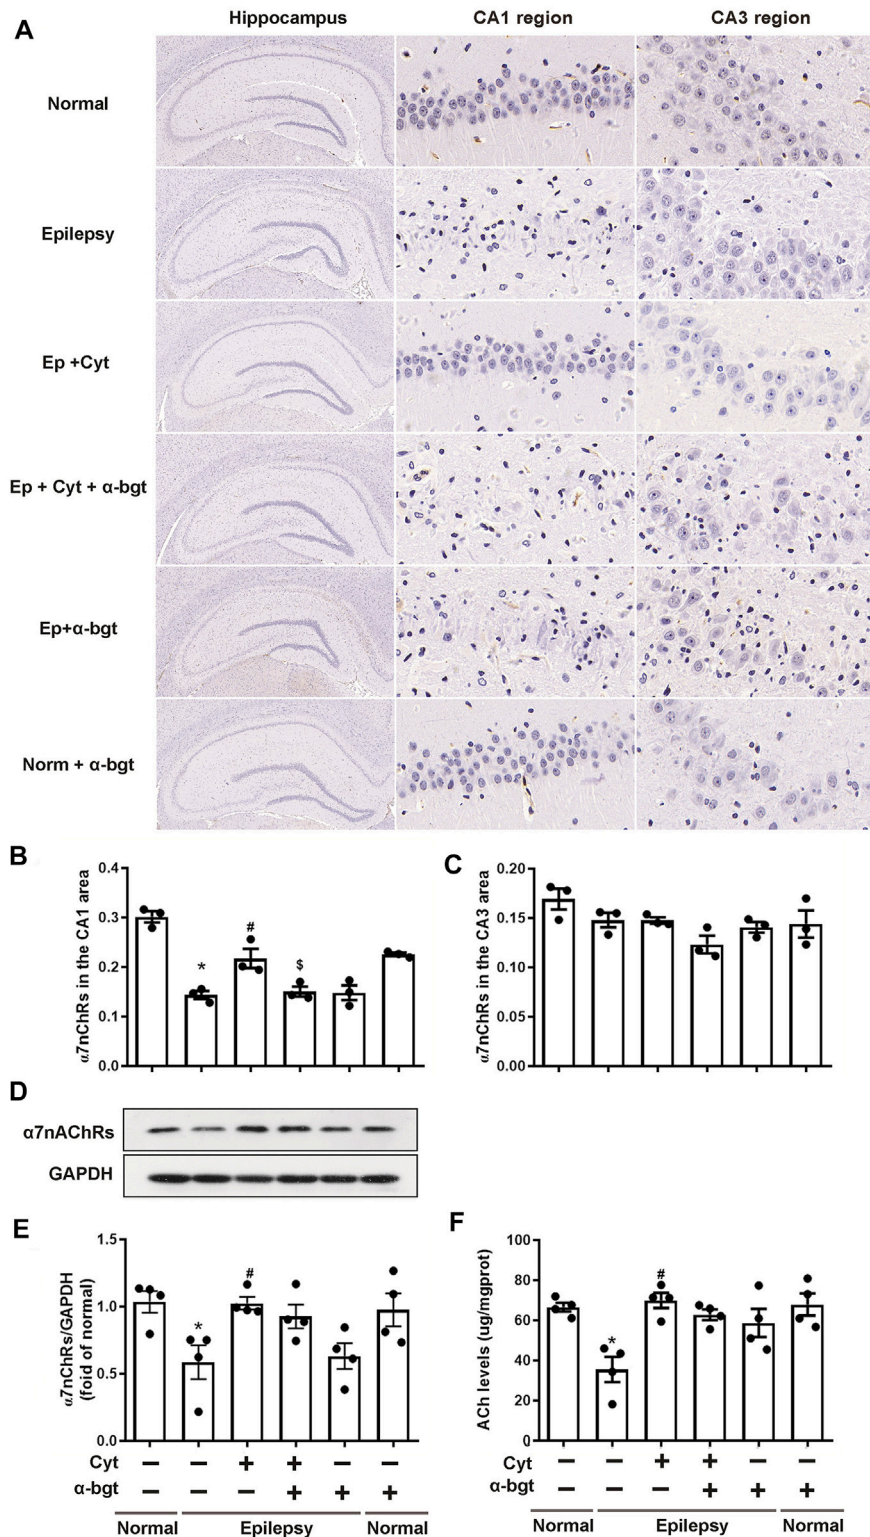 A
Hippocampus CA1 region CA3 region
Normal
Epilepsy
Ep +Cyt
Ep + Cyt + α-bgt
Ep+α-bgt
Norm + α-bgt
B
α7nChRs in the CA1 area
0.4
0.3
0.2
0.1
0.0
*
#
$
C
α7nChRs in the CA3 area
0.20
0.15
0.10
0.05
0.00
D
α7nAChRs
GAPDH
E
α7nChRs/GAPDH
(fold of normal)
1.5
1.0
0.5
0.0
*
#
Cyt − − + + − −
α-bgt − − − + + +
Normal Epilepsy Normal
F
ACh levels (ug/mgprot)
100
80
60
40
20
0
*
#
Cyt − − + + − −
α-bgt − − − + + +
Normal Epilepsy Normal